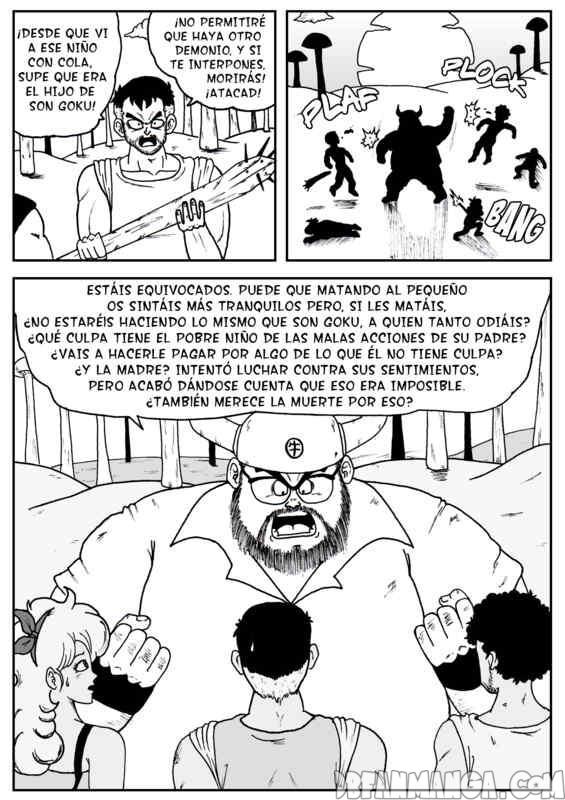 ¡DESDE QUE VI
A ESE NIÑO
CON COLA,
SUPE QUE ERA
EL HIJO DE
SON GOKU!
¡NO PERMITIRÉ
QUE HAYA OTRO
DEMONIO, Y SI
TE INTERPONES,
MORIRÁS!
¡ATACAD!
PLAF
PLOCK
BANG
ESTÁIS EQUIVOCADOS. PUEDE QUE MATANDO AL PEQUEÑO
OS SINTÁIS MÁS TRANQUILOS PERO, SI LES MATÁIS,
¿NO ESTARÉIS HACIENDO LO MISMO QUE SON GOKU, A QUIEN TANTO ODIÁIS?
¿QUÉ CULPA TIENE EL POBRE NIÑO DE LAS MALAS ACCIONES DE SU PADRE?
¿VAIS A HACERLE PAGAR POR ALGO DE LO QUE ÉL NO TIENE CULPA?
¿Y LA MADRE? INTENTÓ LUCHAR CONTRA SUS SENTIMIENTOS,
PERO ACABÓ DÁNDOSE CUENTA QUE ESO ERA IMPOSIBLE.
¿TAMBIÉN MERECE LA MUERTE POR ESO?
牛
DBFANMANGA.COM